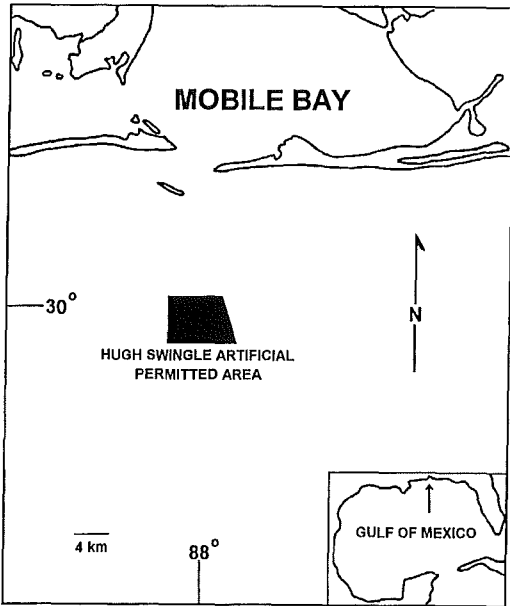 MOBILE BAY
30°
N
HUGH SWINGLE ARTIFICIAL
PERMITTED AREA
GULF OF MEXICO
4 km
88°